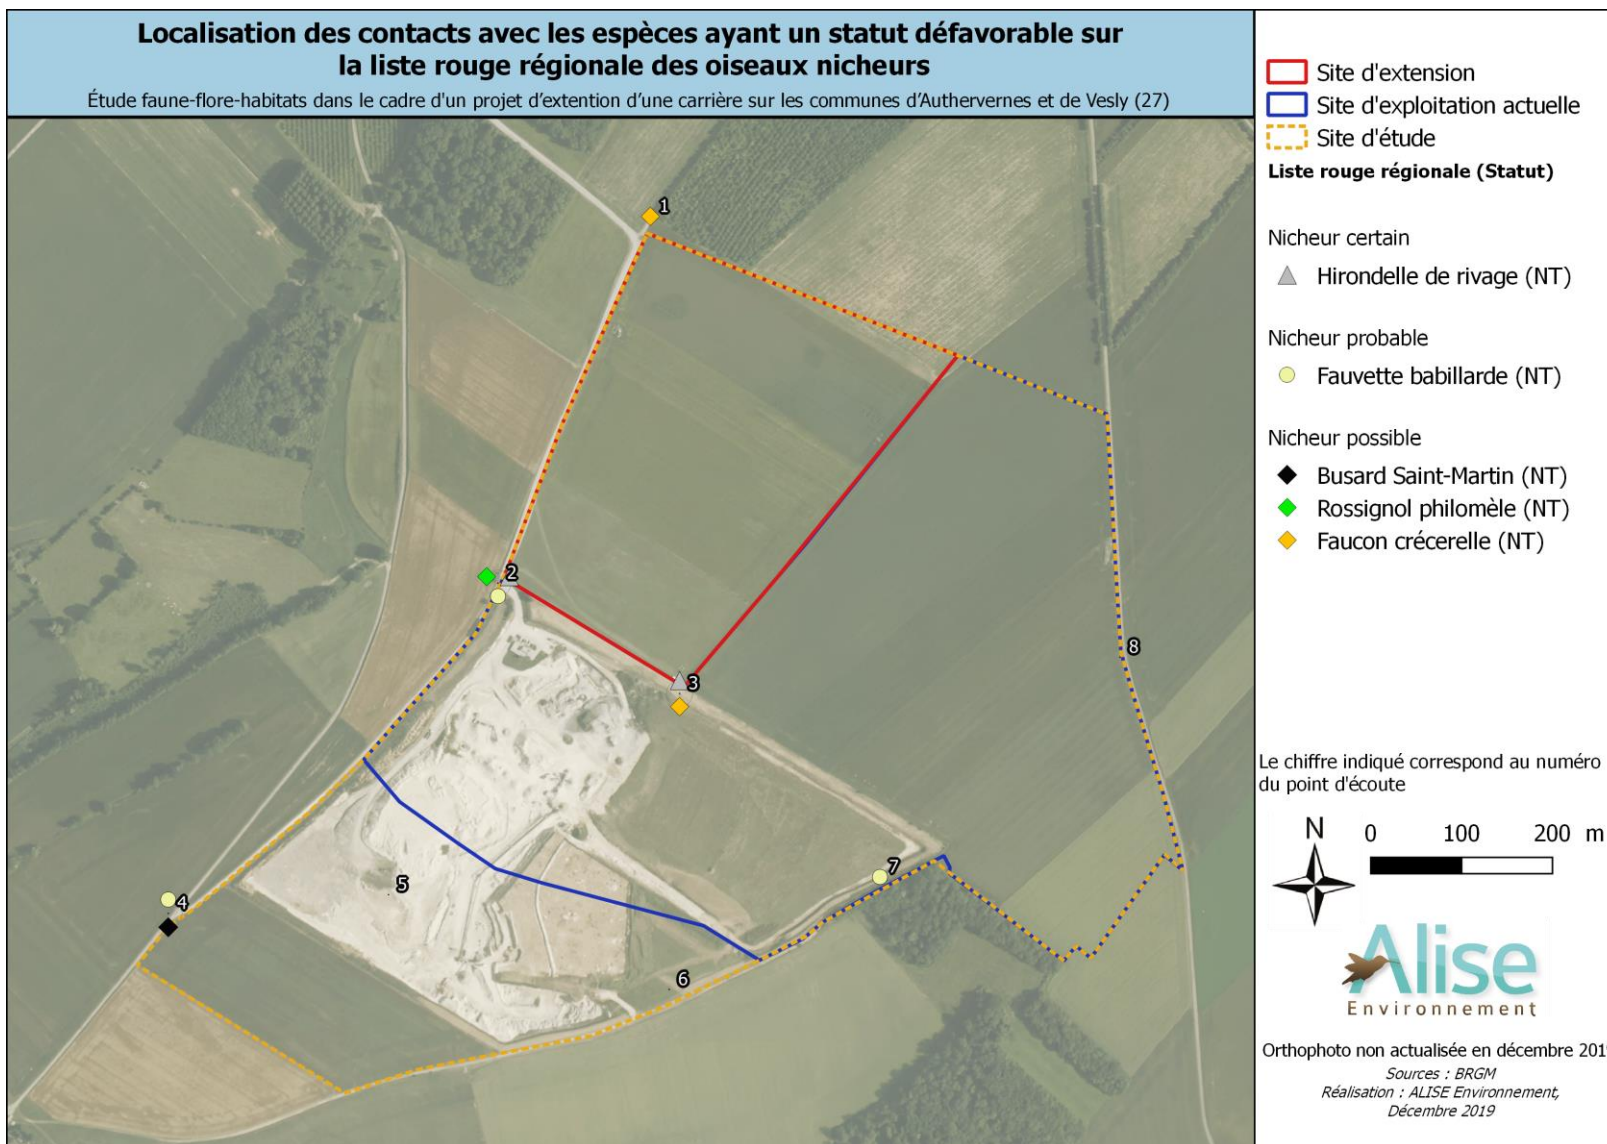 Localisation des contacts avec les espèces ayant un statut défavorable sur
la liste rouge régionale des oiseaux nicheurs
Étude faune-flore-habitats dans le cadre d'un projet d'extention d'une carrière sur les communes d'Authervernes et de Vesly (27)
Site d'extension
Site d'exploitation actuelle
Site d'étude
Liste rouge régionale (Statut)
Nicheur certain
Hirondelle de rivage (NT)
Nicheur probable
Fauvette babillarde (NT)
Nicheur possible
Busard Saint-Martin (NT)
Rossignol philomèle (NT)
Faucon crécerelle (NT)
Le chiffre indiqué correspond au numéro
du point d'écoute
N
0 100 200 m
Alise
Environnement
Orthophoto non actualisée en décembre 201
Sources : BRGM
Réalisation : ALISE Environnement,
Décembre 2019
1
2
3
4
5
6
7
8